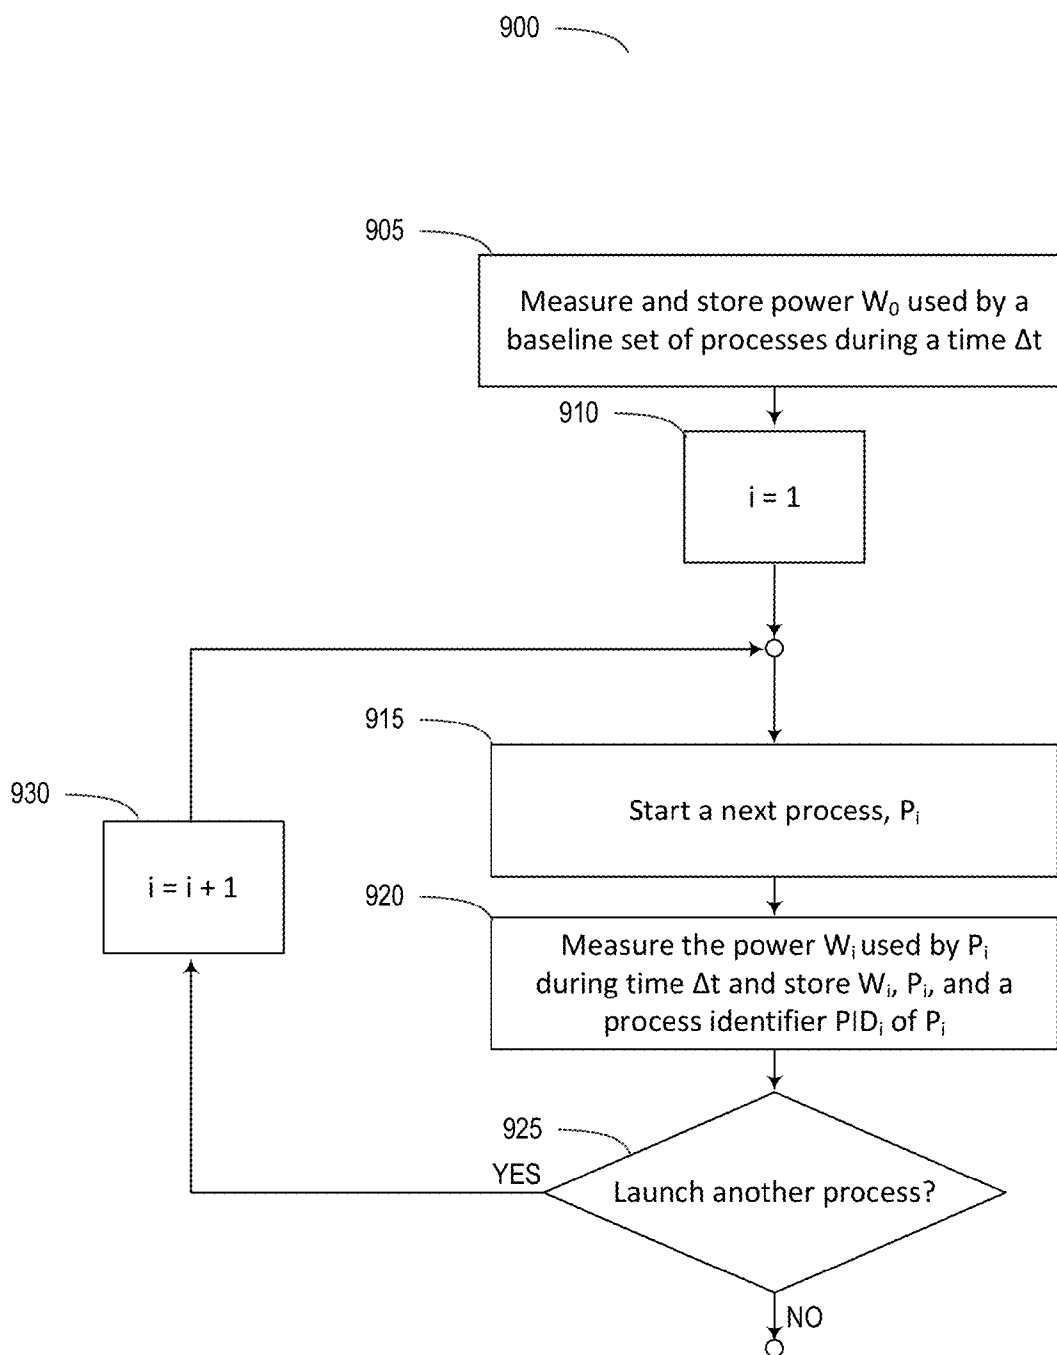 900
905
Measure and store power W₀ used by a
baseline set of processes during a time Δt
910
i = 1
915
Start a next process, Pᵢ
930
i = i + 1
920
Measure the power Wᵢ used by Pᵢ
during time Δt and store Wᵢ, Pᵢ, and a
process identifier PIDᵢ of Pᵢ
925
YES
Launch another process?
NO